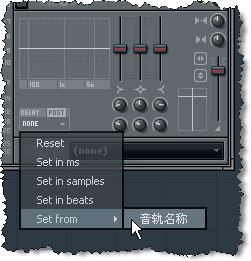 100 1k 5k
DELAY POST
NONE
(none)
Reset
Set in ms
Set in samples
Set in beats
Set from 音軌名称